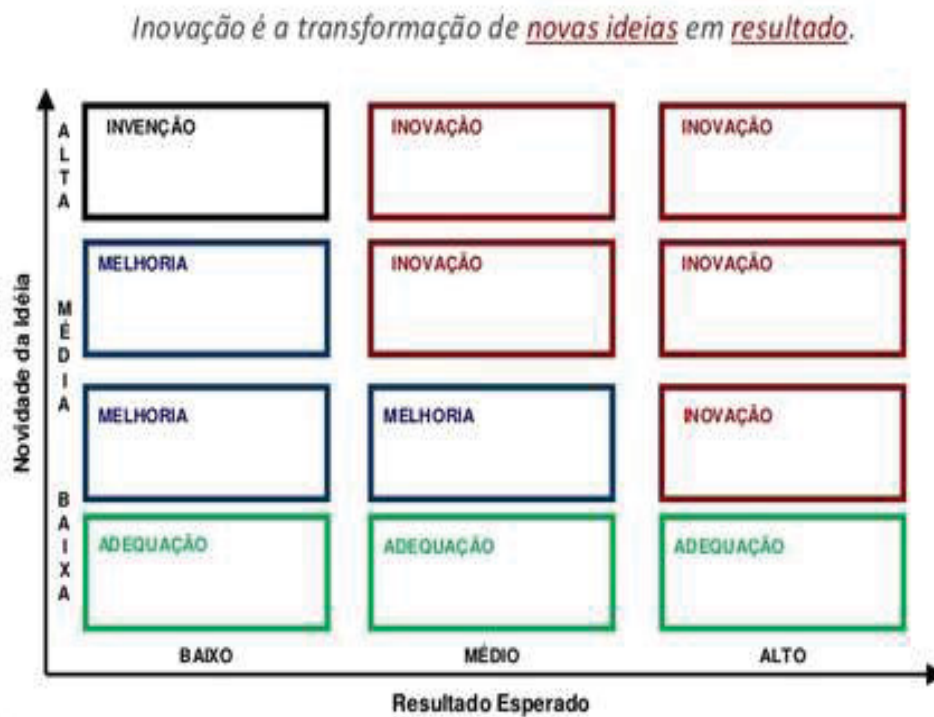 Inovação é a transformação de novas ideias em resultado.
ALTA
INVENÇÃO INOVAÇÃO INOVAÇÃO
MELHORIA INOVAÇÃO INOVAÇÃO
Novidade da Idéia
MÉDIA
MELHORIA MELHORIA INOVAÇÃO
BAIXA
ADEQUAÇÃO ADEQUAÇÃO ADEQUAÇÃO
BAIXO MÉDIO ALTO
Resultado Esperado